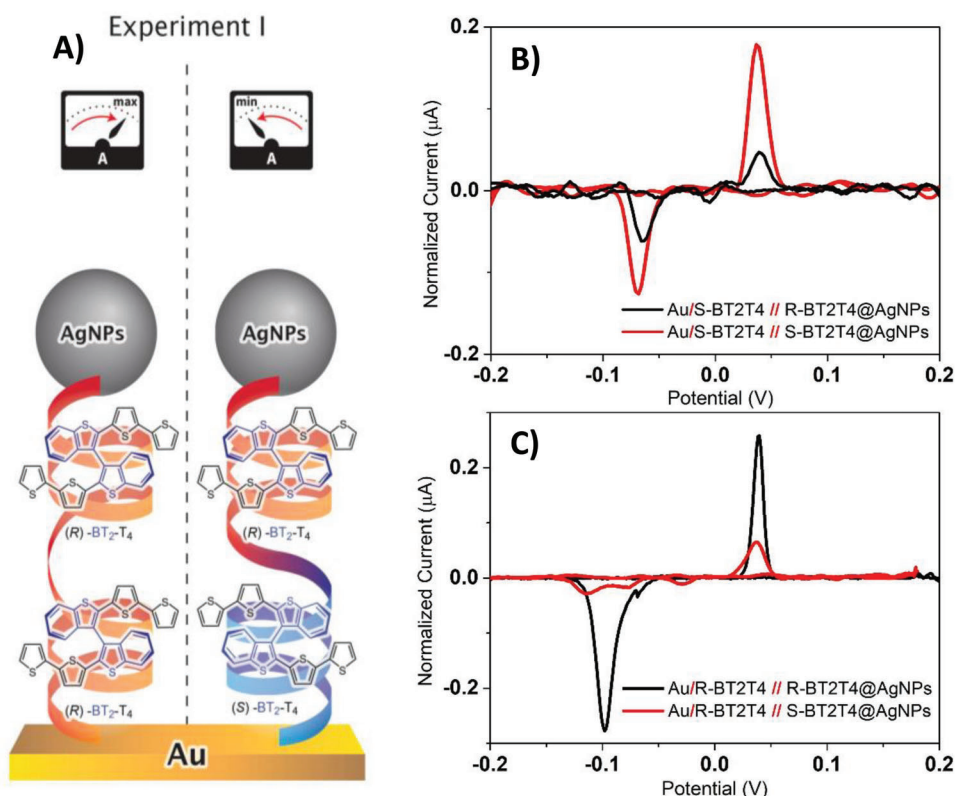 Experiment I
A)
max
A
min
A
AgNPs
AgNPs
S
S
S
S
S
S
(R) -BT₂-T₄
S
S
S
S
S
S
(R) -BT₂-T₄
S
S
S
S
S
S
(R) -BT₂-T₄
S
S
S
S
S
S
(S) -BT₂-T₄
Au
B)
Normalized Current (μA)
0.2
0.0
-0.2
Au/S-BT2T4 // R-BT2T4@AgNPs
Au/S-BT2T4 // S-BT2T4@AgNPs
-0.2
-0.1
0.0
0.1
0.2
Potential (V)
C)
Normalized Current (μA)
0.2
0.0
-0.2
Au/R-BT2T4 // R-BT2T4@AgNPs
Au/R-BT2T4 // S-BT2T4@AgNPs
-0.2
-0.1
0.0
0.1
0.2
Potential (V)